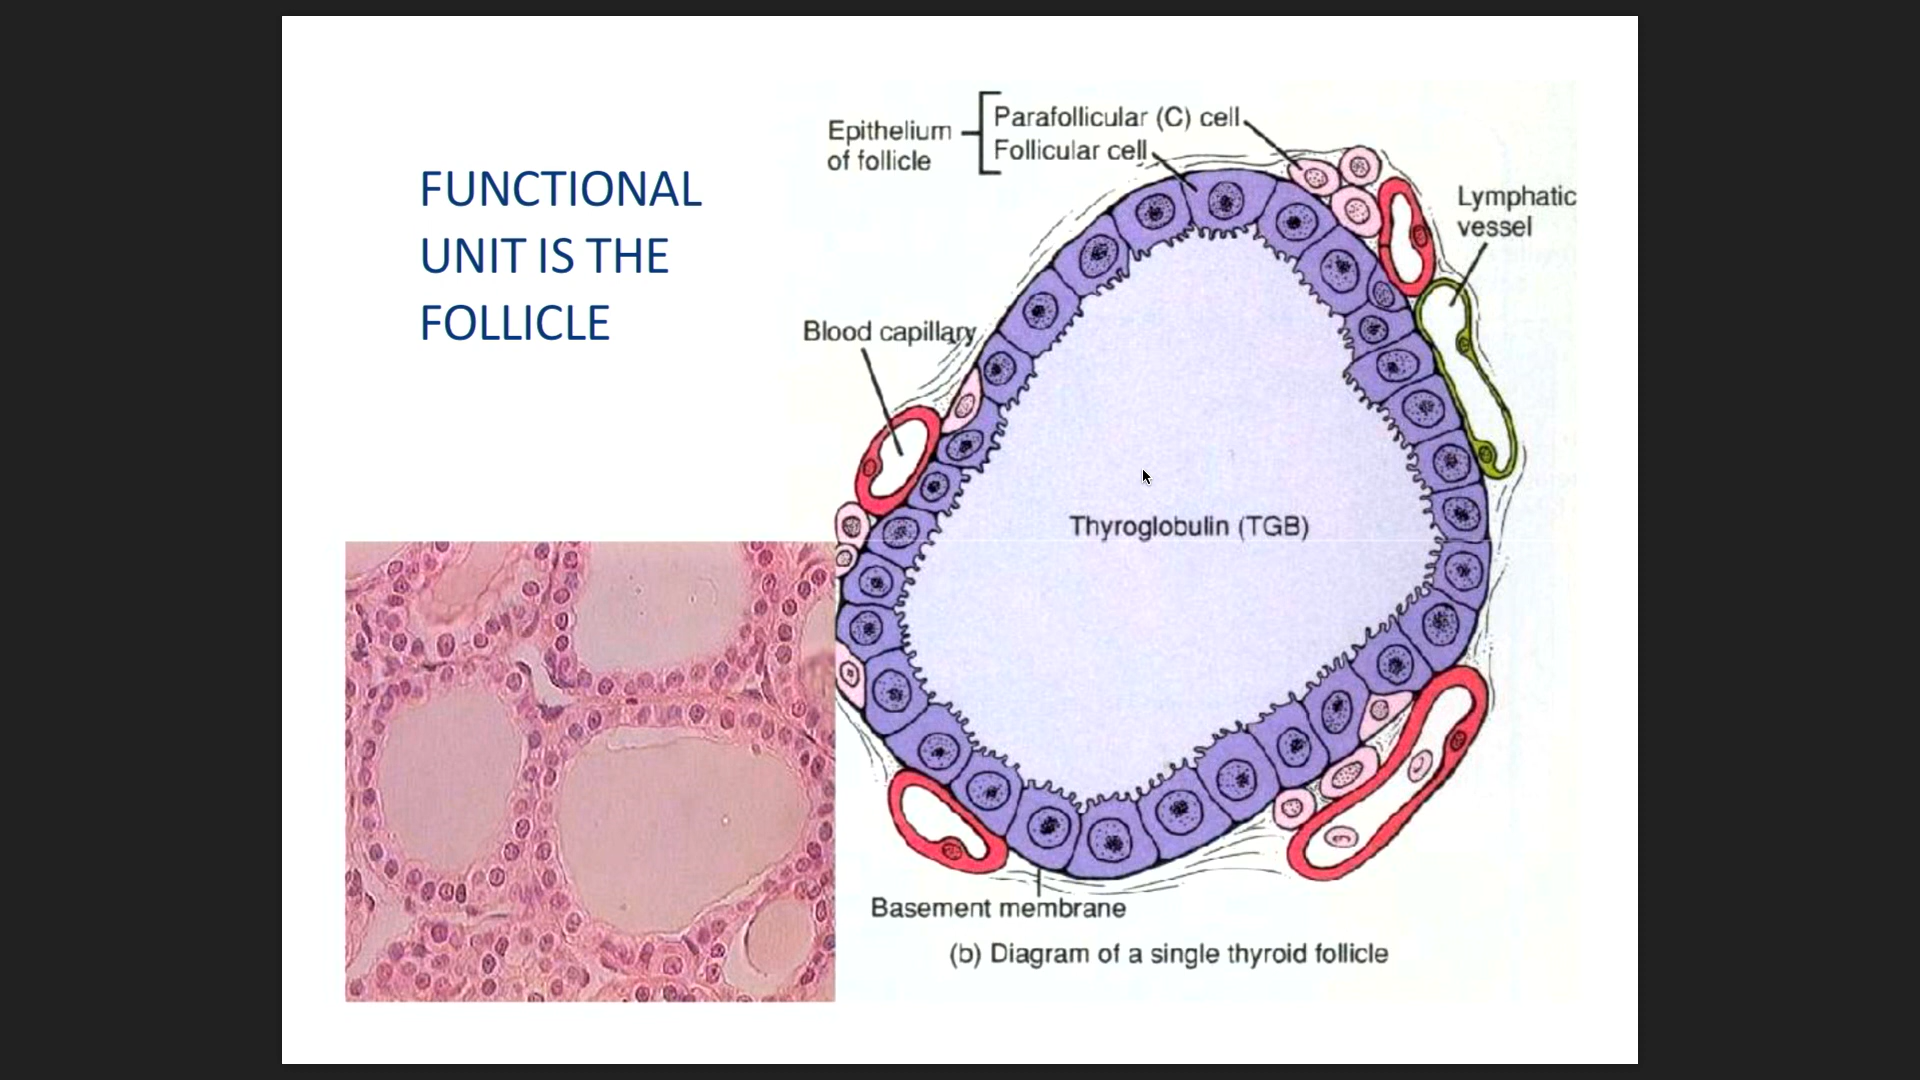 FUNCTIONAL
UNIT IS THE
FOLLICLE
Epithelium
of follicle
Parafollicular (C) cell
Follicular cell
Lymphatic
vessel
Blood capillary
Thyroglobulin (TGB)
Basement membrane
(b) Diagram of a single thyroid follicle